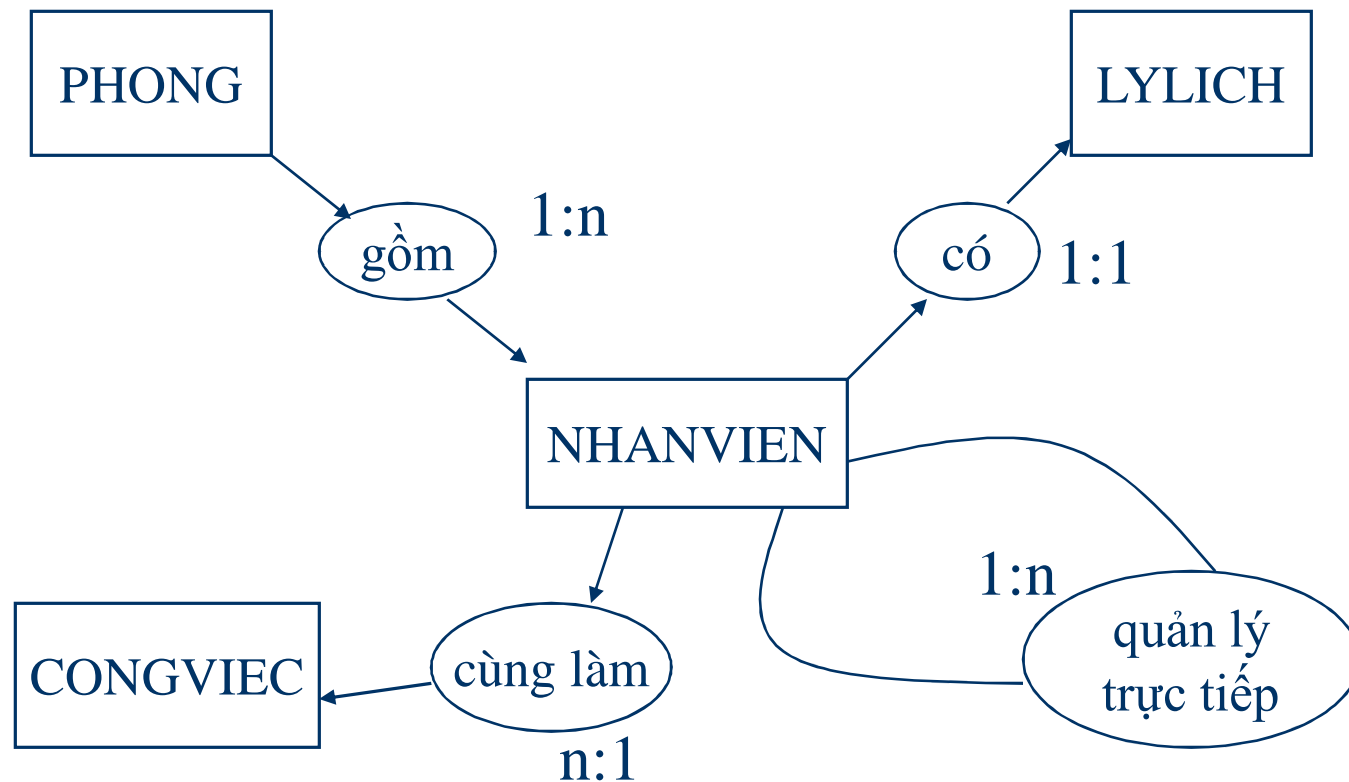 PHONG
LYLICH
gồm
1:n
có
1:1
NHANVIEN
1:n
quản lý
trực tiếp
CONGVIEC
cùng làm
n:1